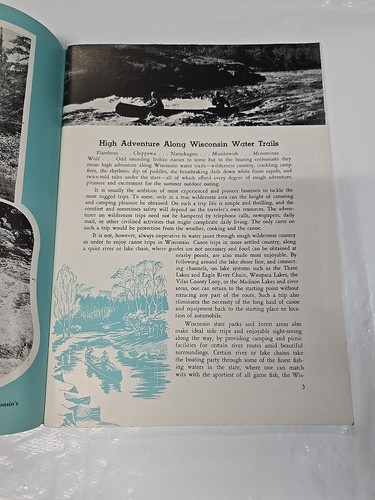 High Adventure Along Wisconsin Water Trails
Flambeau . . . Chippewa . . . Namekagon . . . Manitowish . . . Menominee . . .
Wolf . . . Odd sounding Indian names to some but to the boating enthusiasts they
mean high adventure along Wisconsin water trails—wilderness country, crackling camp
fires, the rhythmic dip of paddles, the breathtaking dash down white foam rapids, and
twice-told tales under the stars—all of which afford every degree of rough adventure,
pleasure and excitement for the summer outdoor outing.
It is usually the ambition of most experienced and pioneer boatmen to tackle the
most rugged trips. To some, only in a true wilderness area can the height of canoeing
and camping pleasure be obtained. On such a trip life is simple and thrilling, and the
comfort and sometimes safety will depend on the traveler's own resources. The adven-
turer on wilderness trips need not be hampered by telephone calls, newspapers, daily
mail, or other civilized activities that might complicate daily living. The only cares on
such a trip would be protection from the weather, cooking and the canoe.
It is not, however, always imperative to water jaunt through rough wilderness country
in order to enjoy canoe trips in Wisconsin. Canoe trips in more settled country, along
a quiet river or lake chain, where guides are not necessary and food can be obtained at
nearby points, are also made most enjoyable. By
following around the lake shore line, and connect-
ing channels, on lake systems such as the Three
Lakes and Eagle River Chain, Waupaca Lakes, the
Vilas County Loop, or the Madison Lakes and river
areas, one can return to the starting point without
retracing any part of the route. Such a trip also
eliminates the necessity of the long haul of canoe
and equipment back to the starting place or loca-
tion of automobile.
Wisconsin state parks and forest areas also
make ideal side trips and enjoyable sight-seeing
along the way, by providing camping and picnic
facilities for certain river routes amid beautiful
surroundings. Certain river or lake chains take
the boating party through some of the finest fish-
ing waters in the state, where one can match
wits with the sportiest of all game fish, the Wis-
5
onsin's